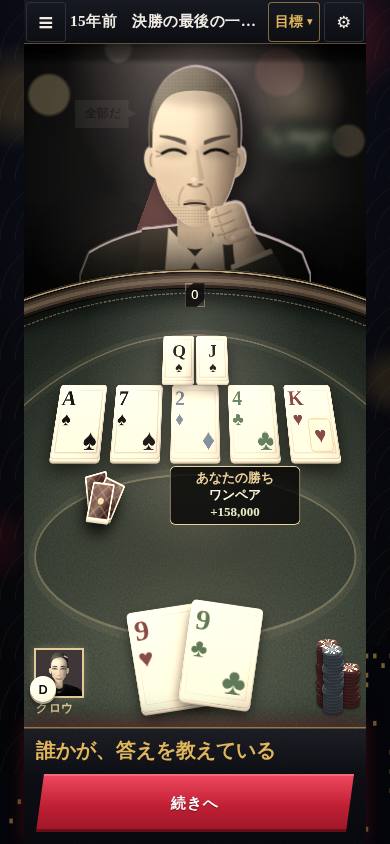 15年前 決勝の最後の一…
目標 ▾
全部だ
0
Q
J
A
7
2
4
K
あなたの勝ち
ワンペア
+158,000
9
9
D
クロウ
誰かが、答えを教えている
続きへ